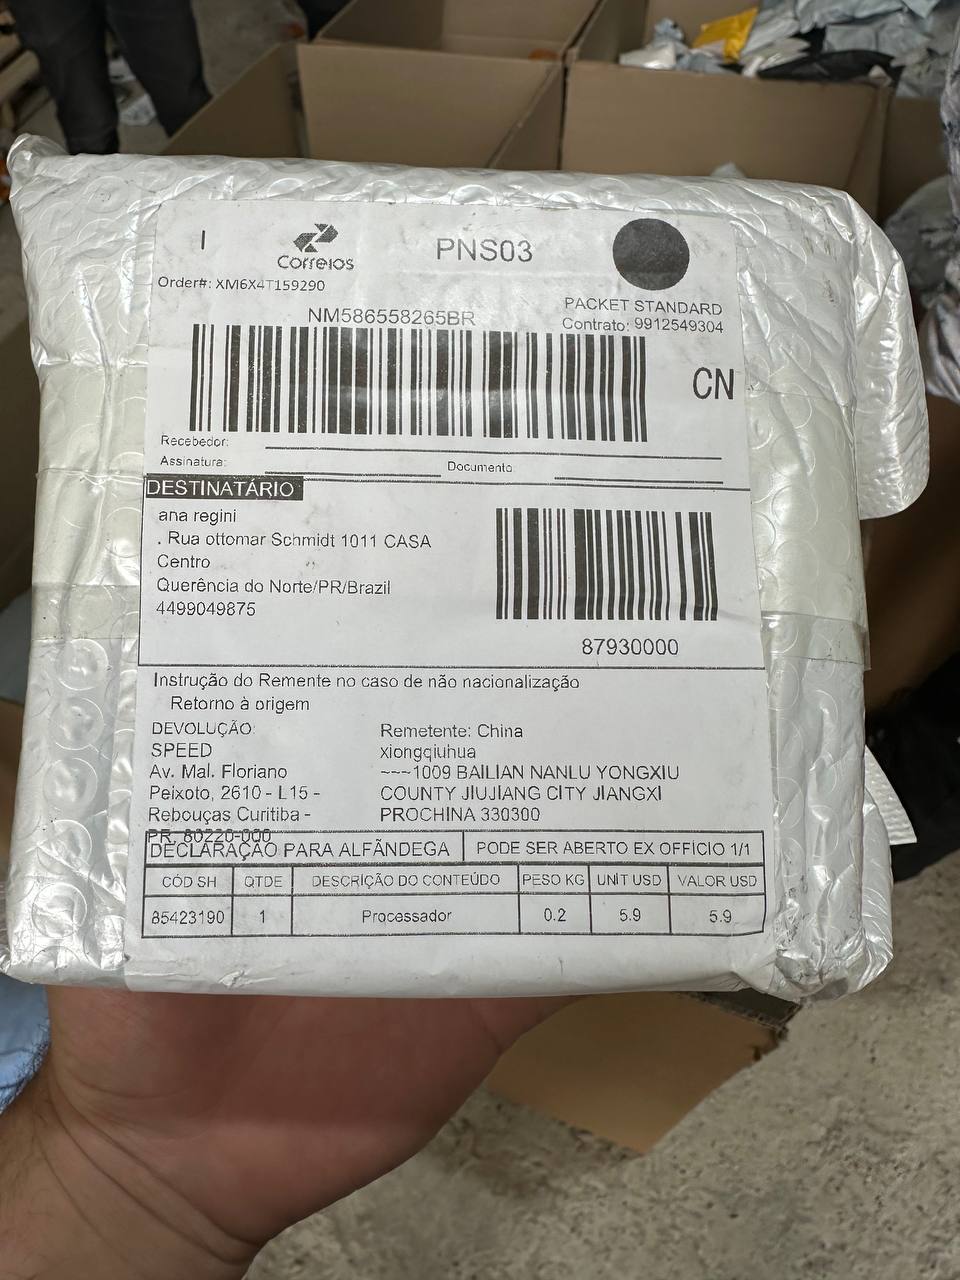 I
Correios
PNS03
Order#: XM6X4T159290
NM586558265BR
PACKET STANDARD
Contrato: 9912549304
CN
Recebedor:
Assinatura:
Documento:
DESTINATÁRIO
ana regini
. Rua ottomar Schmidt 1011 CASA
Centro
Querência do Norte/PR/Brazil
4499049875
87930000
Instrução do Remente no caso de não nacionalização
Retorno à origem
DEVOLUÇÃO:
SPEED
Av. Mal. Floriano
Peixoto, 2610 - L15 -
Rebouças Curitiba -
PR, 80220-000
Remetente: China
xiongqiuhua
~~~1009 BAILIAN NANLU YONGXIU
COUNTY JIUJIANG CITY JIANGXI
PROCHINA 330300
DECLARAÇÃO PARA ALFÃNDEGA PODE SER ABERTO EX OFFÍCIO 1/1
CÓD SH QTDE DESCRIÇÃO DO CONTEÚDO PESO KG UNIT USD VALOR USD
85423190 1 Processador 0.2 5.9 5.9